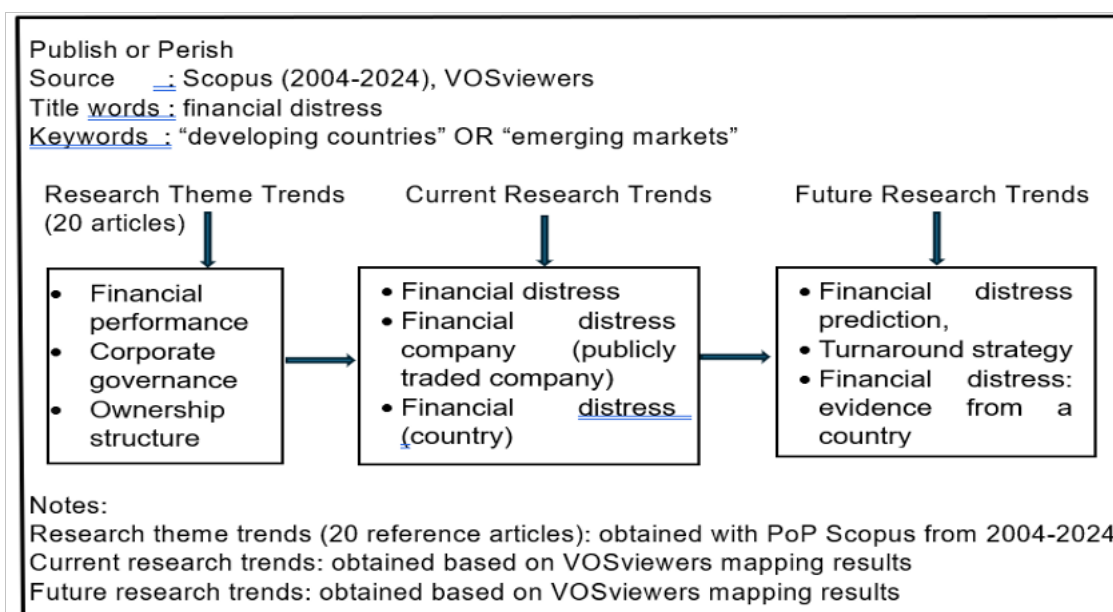 Publish or Perish
Source : Scopus (2004-2024), VOSviewers
Title words : financial distress
Keywords : “developing countries” OR “emerging markets”
Research Theme Trends
(20 articles)
Current Research Trends
Future Research Trends
• Financial
performance
• Corporate
governance
• Ownership
structure
• Financial distress
• Financial distress
company (publicly
traded company)
• Financial distress
(country)
• Financial distress
prediction,
• Turnaround strategy
• Financial distress:
evidence from a
country
Notes:
Research theme trends (20 reference articles): obtained with PoP Scopus from 2004-2024
Current research trends: obtained based on VOSviewers mapping results
Future research trends: obtained based on VOSviewers mapping results